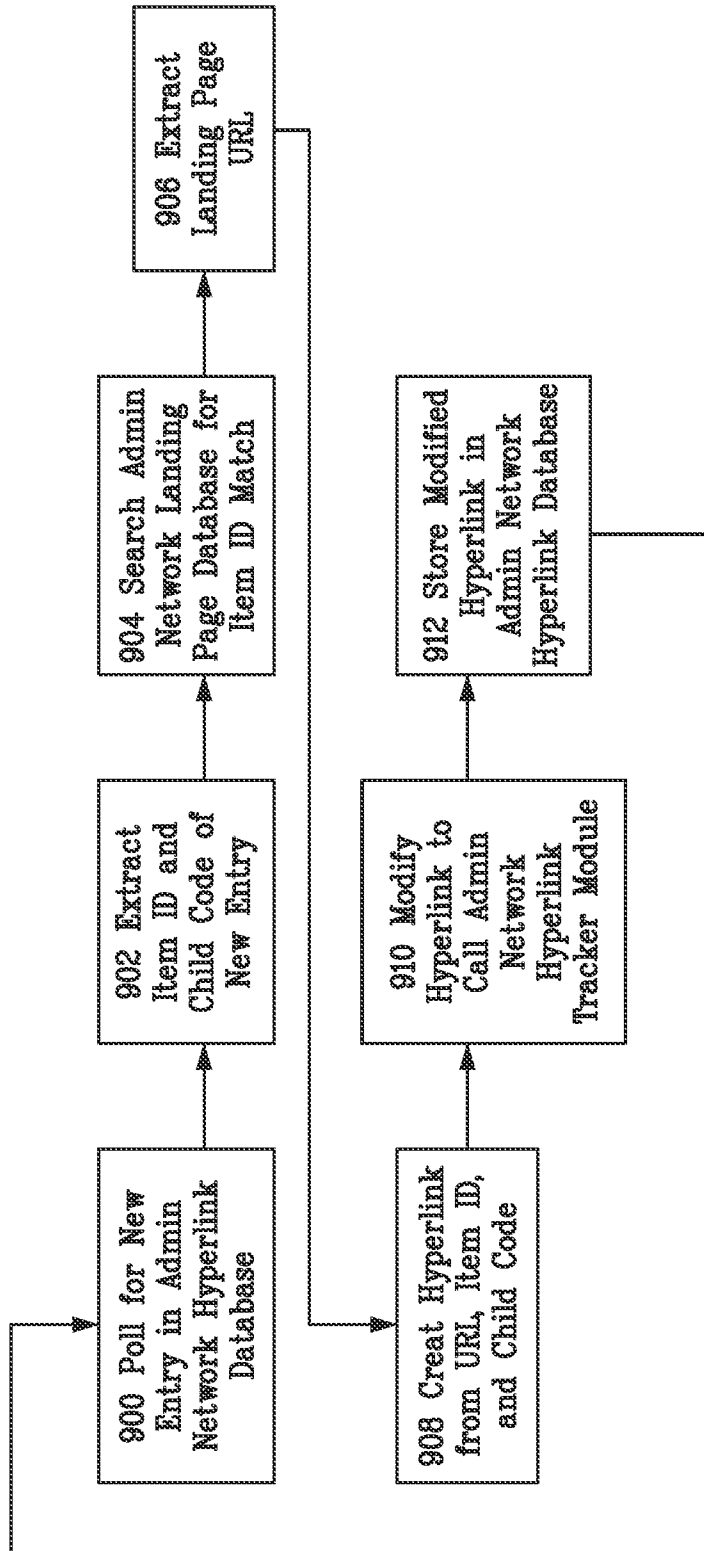 900 Poll for New
Entry in Admin
Network Hyperlink
Database
902 Extract
Item ID and
Child Code of
New Entry
904 Search Admin
Network Landing
Page Database for
Item ID Match
906 Extract
Landing Page
URL
908 Creat Hyperlink
from URL, Item ID,
and Child Code
910 Modify
Hyperlink to
Call Admin
Network
Hyperlink
Tracker Module
912 Store Modified
Hyperlink in
Admin Network
Hyperlink Database